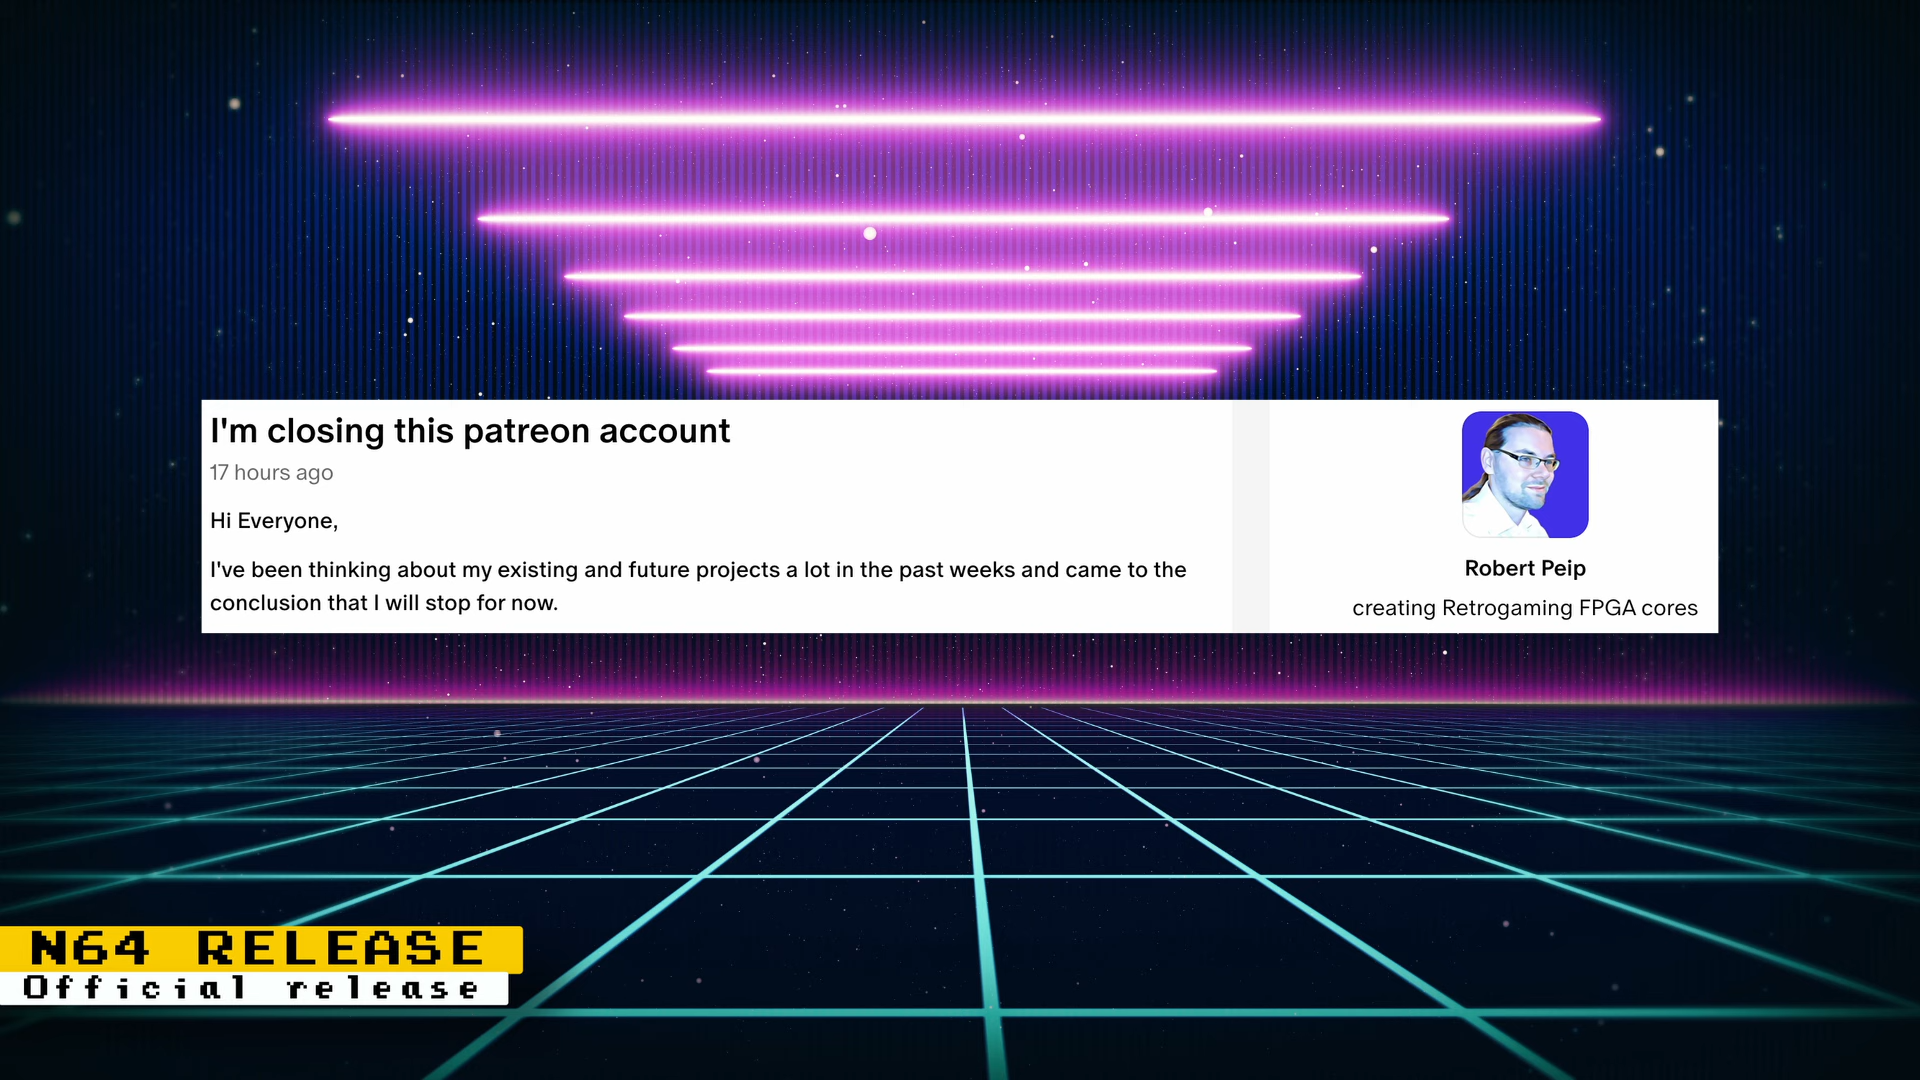 I'm closing this patreon account
17 hours ago
Hi Everyone,
I've been thinking about my existing and future projects a lot in the past weeks and came to the
conclusion that I will stop for now.
Robert Peip
creating Retrogaming FPGA cores
N64 RELEASE
Official release